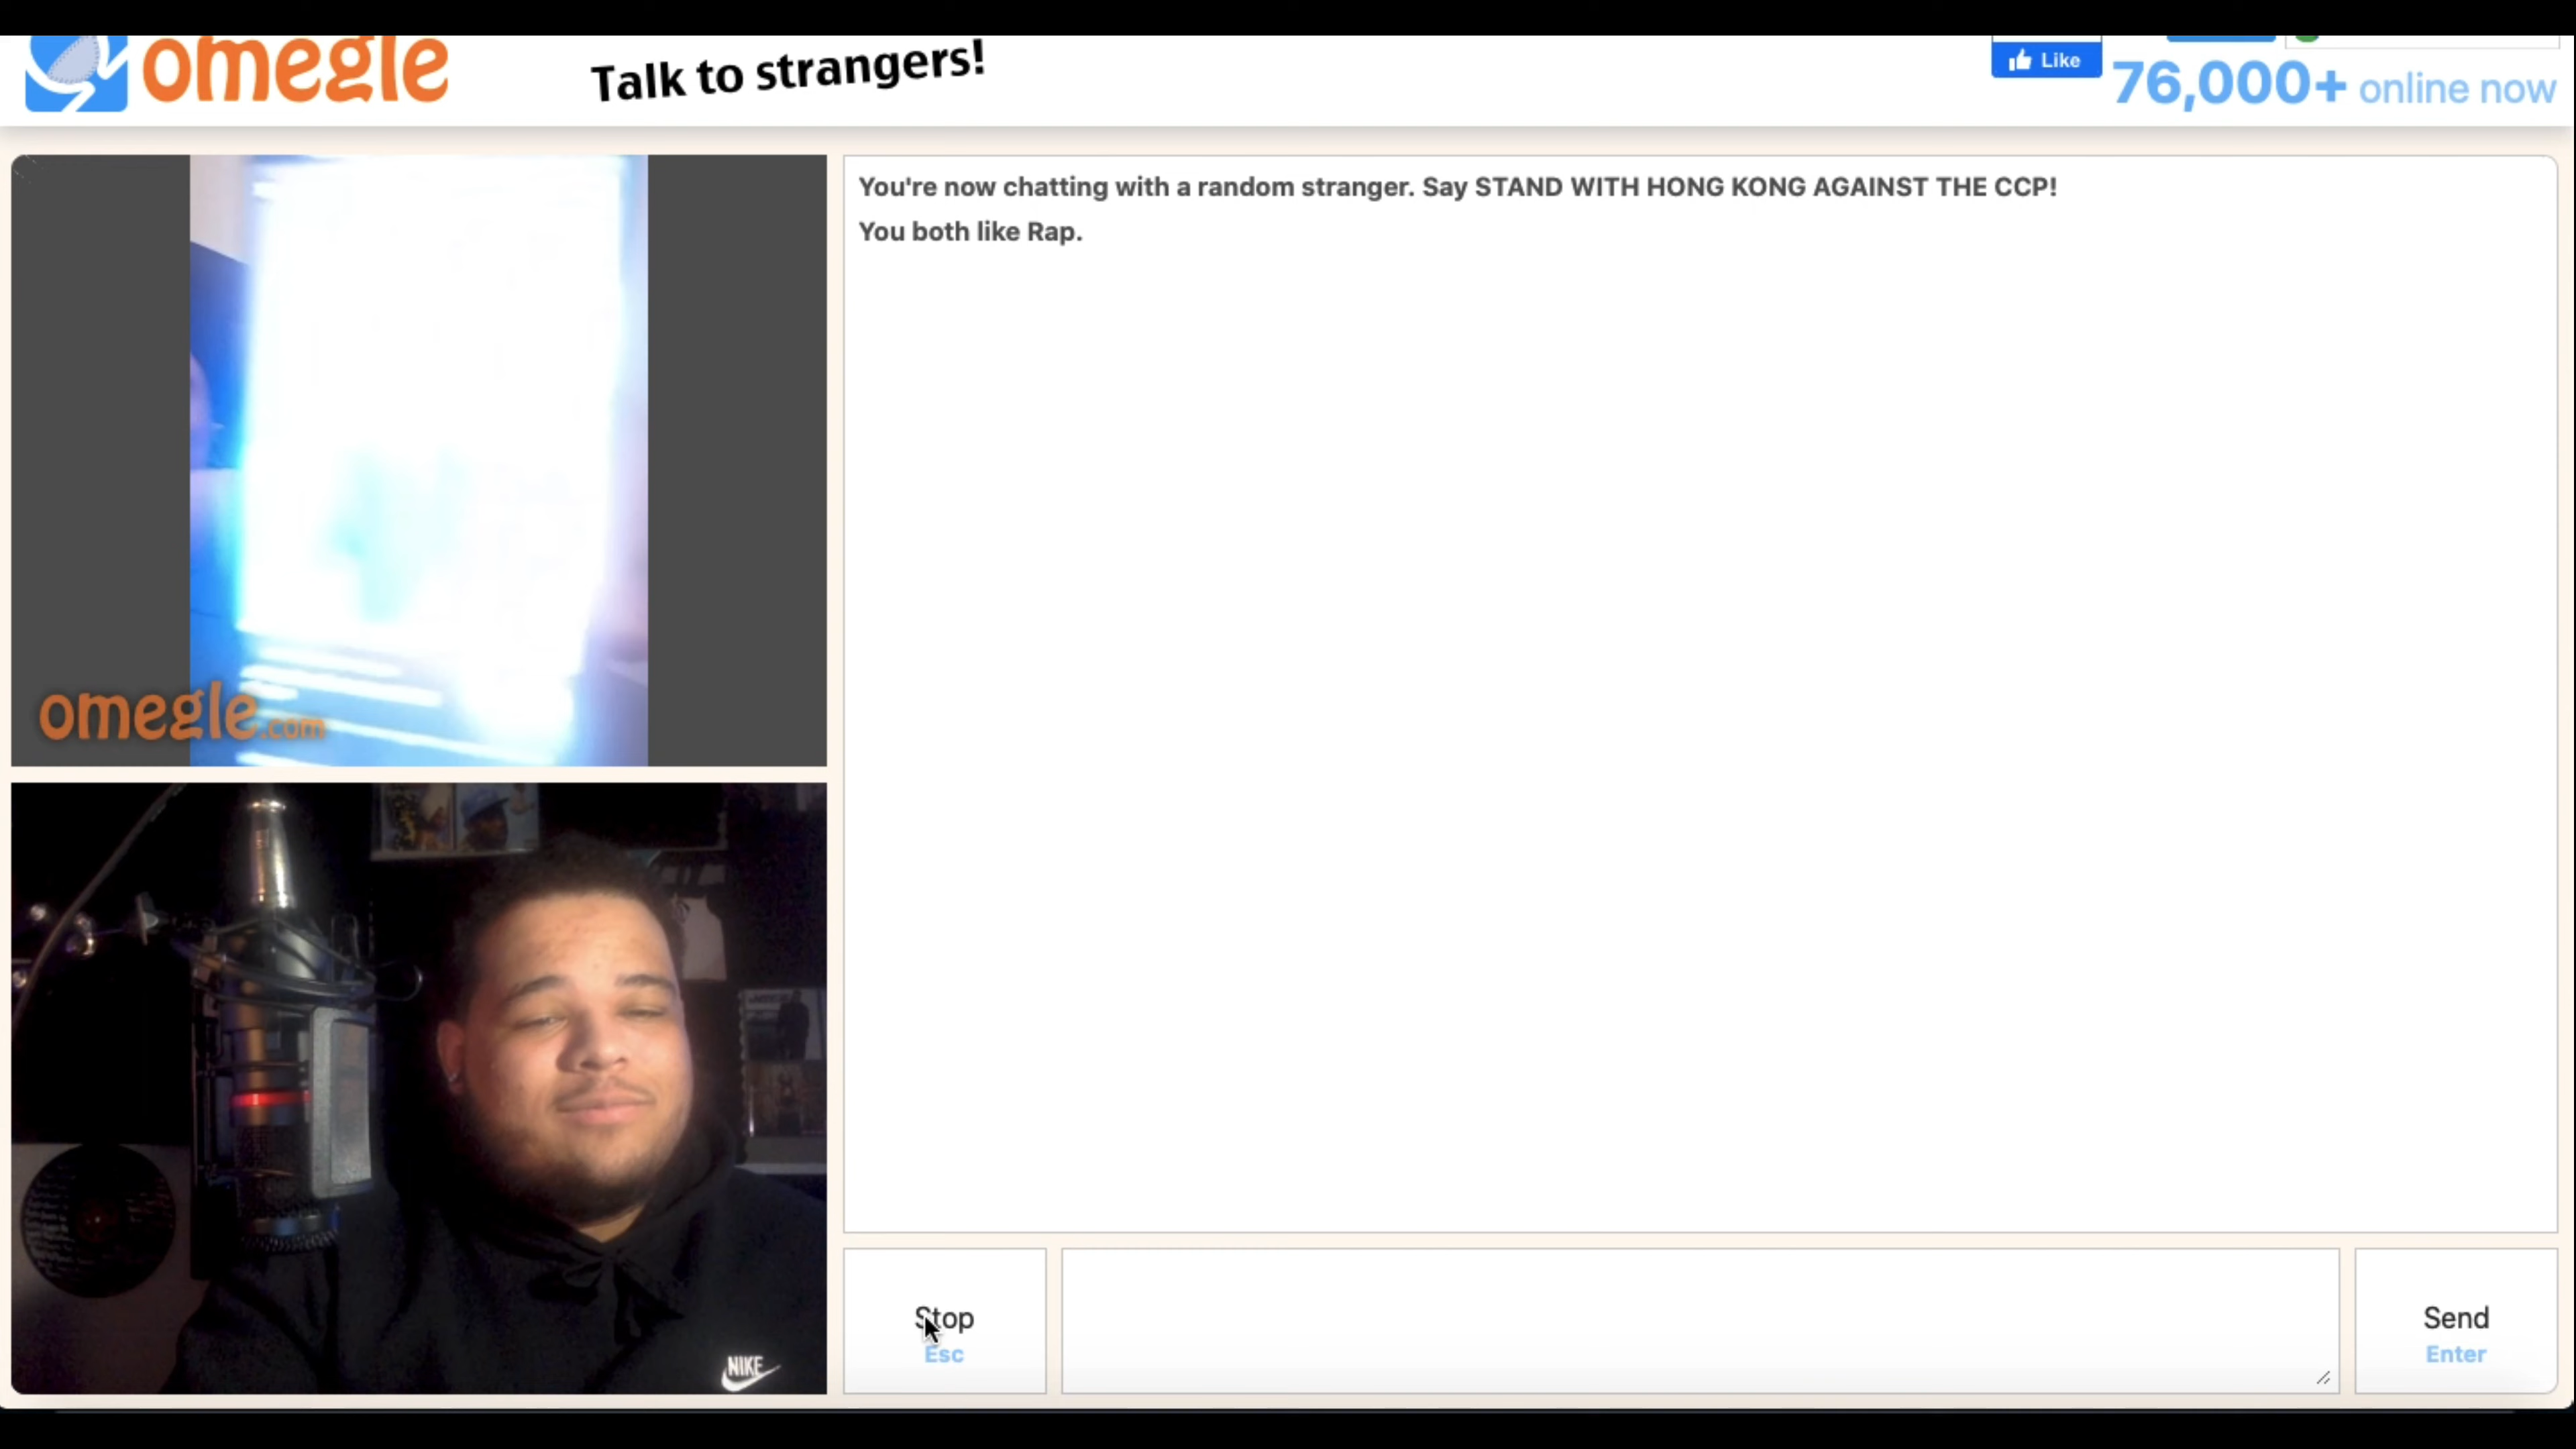 omegle
Talk to strangers!
Like
76,000+ online now
You're now chatting with a random stranger. Say STAND WITH HONG KONG AGAINST THE CCP!
You both like Rap.
omegle.com
NIKE
Stop
Esc
Send
Enter